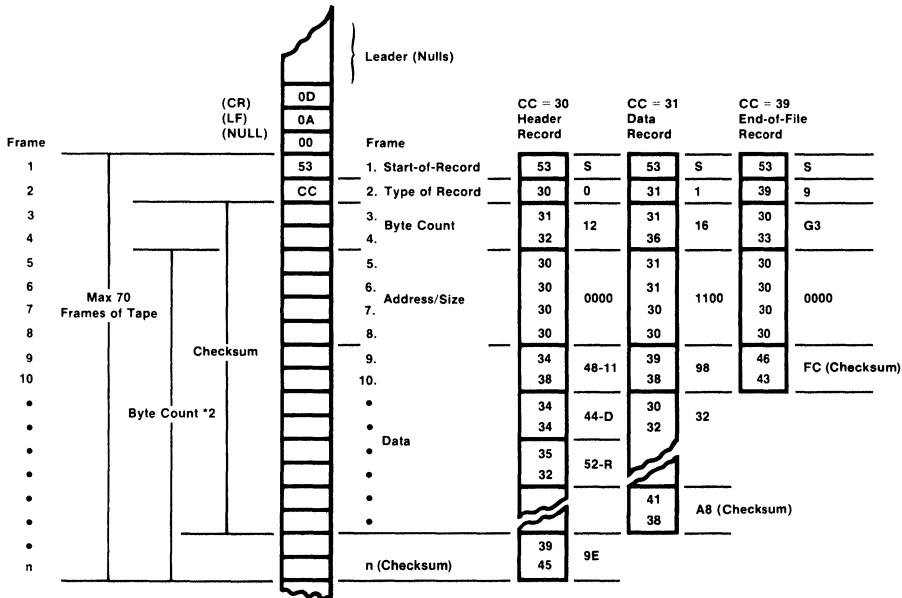 Leader (Nulls)
(CR) 0D
(LF) 0A
(NULL) 00
CC = 30 Header Record
CC = 31 Data Record
CC = 39 End-of-File Record
Frame Frame
1 53 1. Start-of-Record 53 S 53 S 53 S
2 CC 2. Type of Record 30 0 31 1 39 9
3 3. 31 31 30
Byte Count 12 16 G3
4 4. 32 36 33
5 5. 30 31 30
6 6. 30 31 30
Max 70 Frames of Tape Address/Size 0000 1100 0000
7 7. 30 30 30
8 8. 30 30 30
Checksum
9 9. 34 39 46
48-11 98 FC (Checksum)
10 10. 38 38 43
Byte Count *2
• • 34 30
44-D 32
• • 34 32
Data
• • 35
52-R
• • 32
• • 41
A8 (Checksum)
• • 38
• 39
9E
n n (Checksum) 45